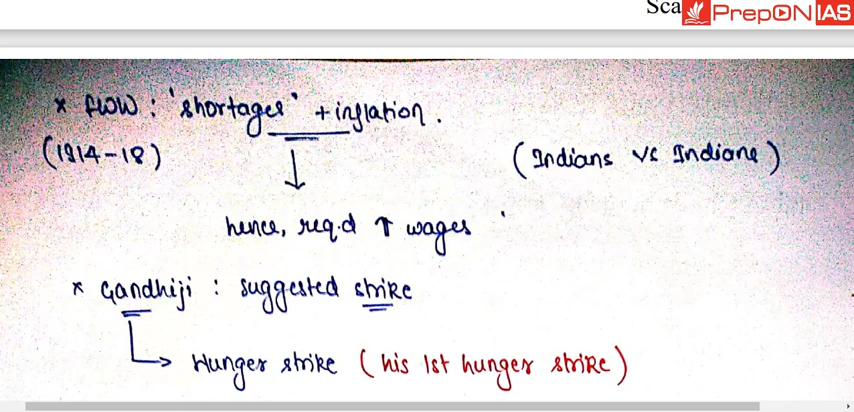 Sca PrepON IAS
* FLOW : "shortages" + inflation.
(1914-18) (Indians vs Indians)
↓
hence, req.d ↑ wages
* Gandhiji : suggested strike
↳ Hunger strike (his 1st hunger strike)